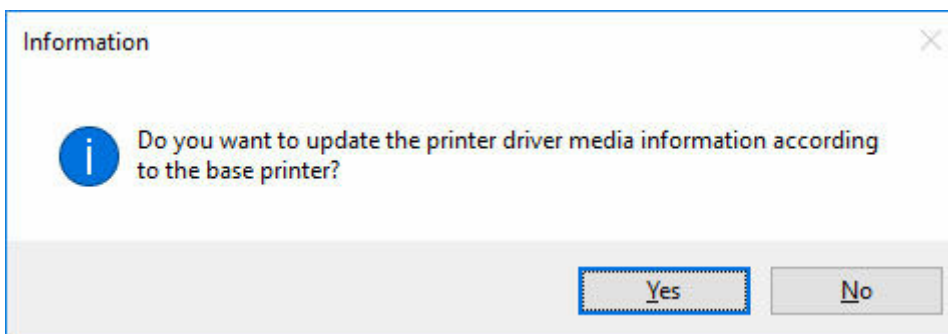 Information
Do you want to update the printer driver media information according
to the base printer?
Yes
No